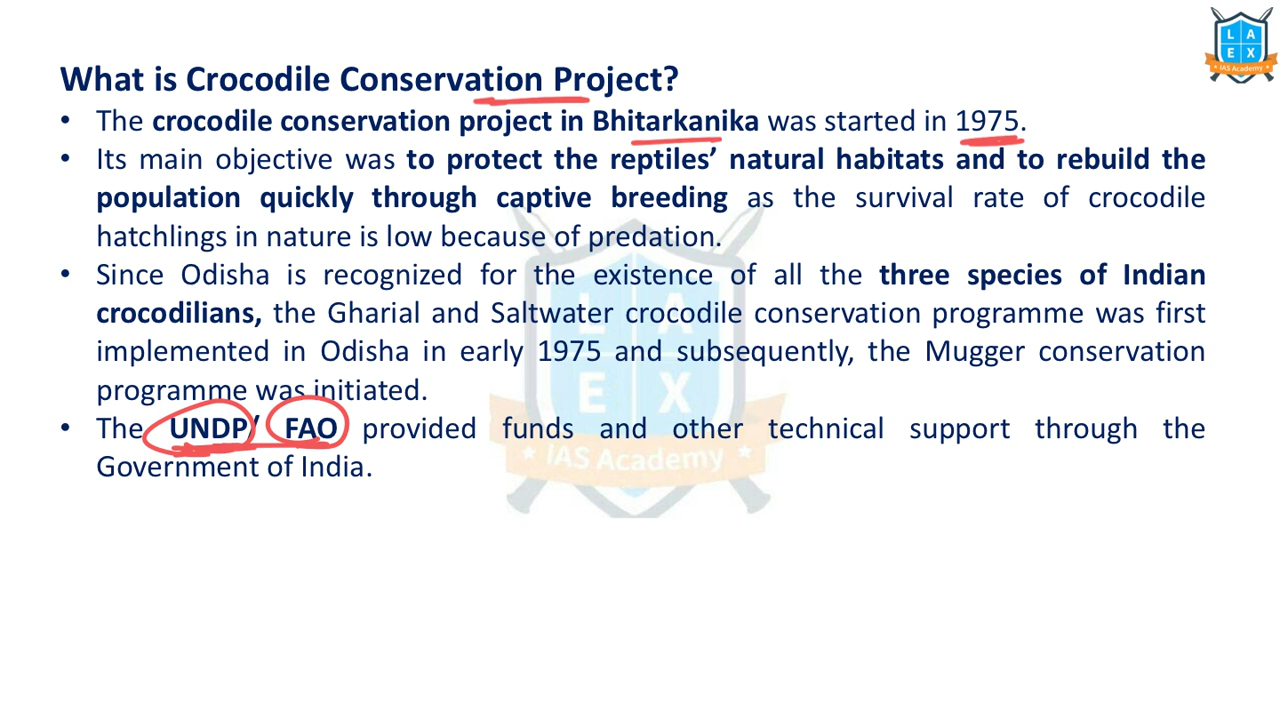 L A
E X
IAS Academy
What is Crocodile Conservation Project?
• The crocodile conservation project in Bhitarkanika was started in 1975.
• Its main objective was to protect the reptiles’ natural habitats and to rebuild the
population quickly through captive breeding as the survival rate of crocodile
hatchlings in nature is low because of predation.
• Since Odisha is recognized for the existence of all the three species of Indian
crocodilians, the Gharial and Saltwater crocodile conservation programme was first
implemented in Odisha in early 1975 and subsequently, the Mugger conservation
programme was initiated.
• The UNDP/ FAO provided funds and other technical support through the
Government of India.
L A
E X
IAS Academy